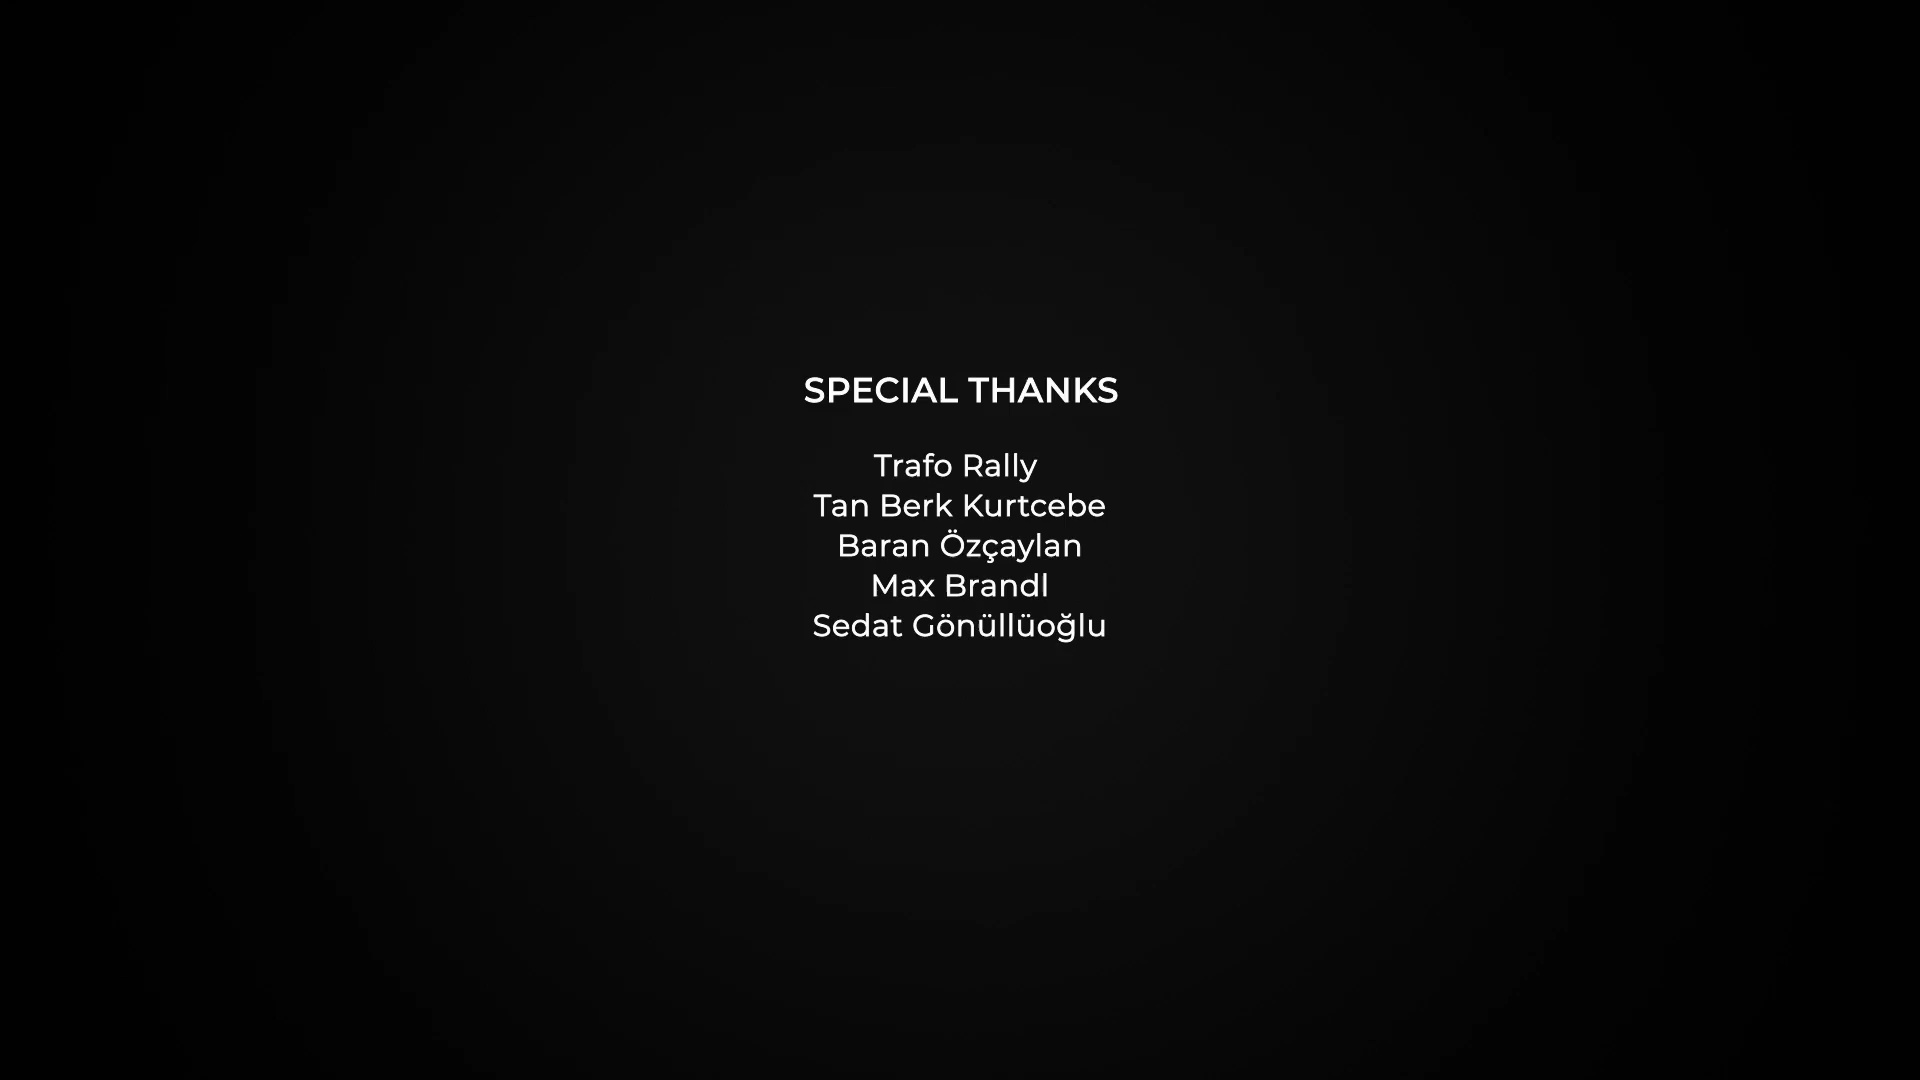 SPECIAL THANKS
Trafo Rally
Tan Berk Kurtcebe
Baran Özçaylan
Max Brandl
Sedat Gönüllüoğlu